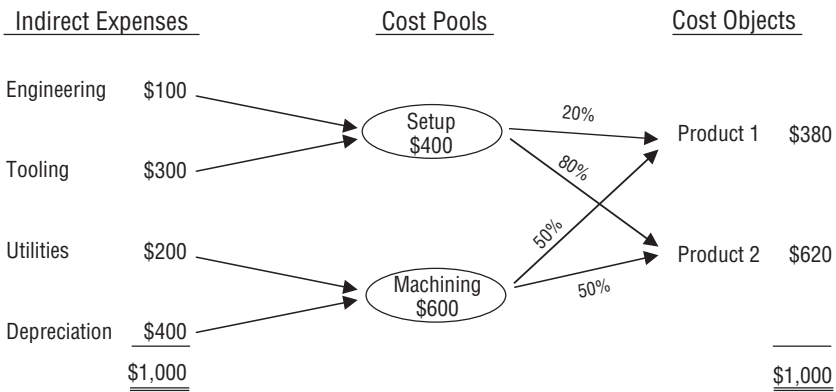 Indirect Expenses
Cost Pools
Cost Objects
Engineering $100
Tooling $300
Utilities $200
Depreciation $400
$1,000
Setup
$400
Machining
$600
20%
80%
50%
50%
Product 1 $380
Product 2 $620
$1,000